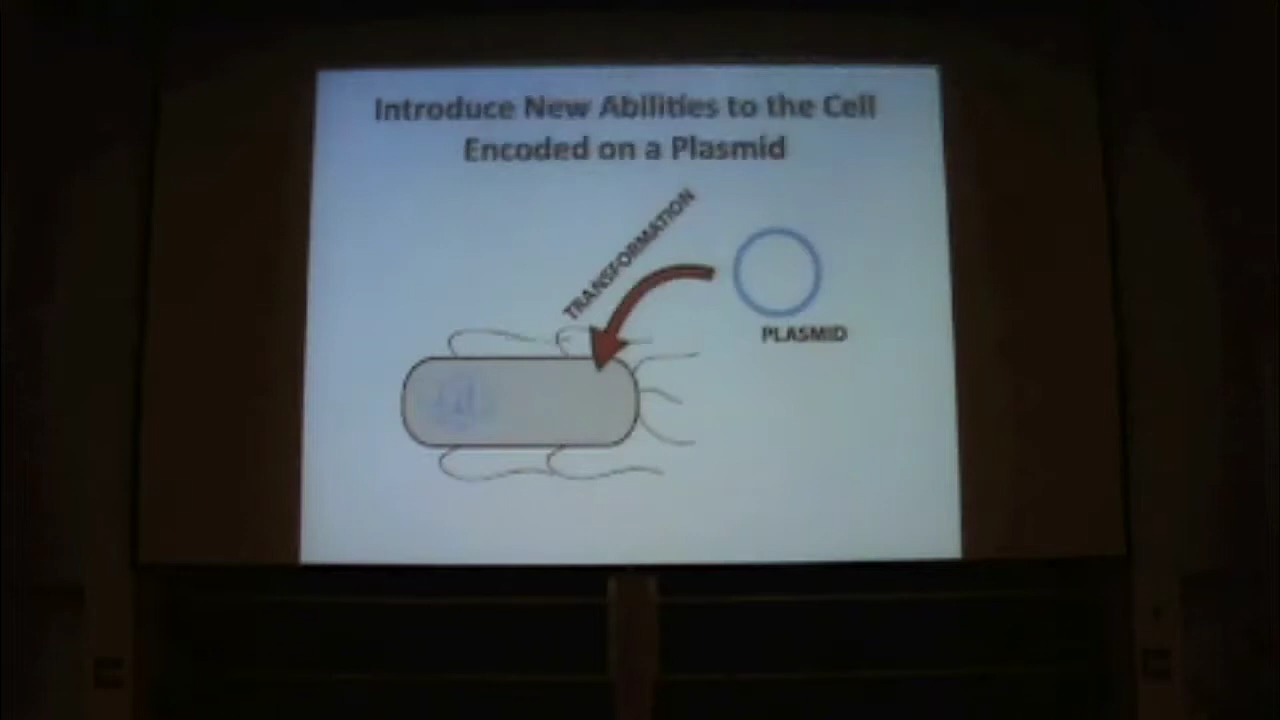 Introduce New Abilities to the Cell
Encoded on a Plasmid
TRANSFORMATION
PLASMID